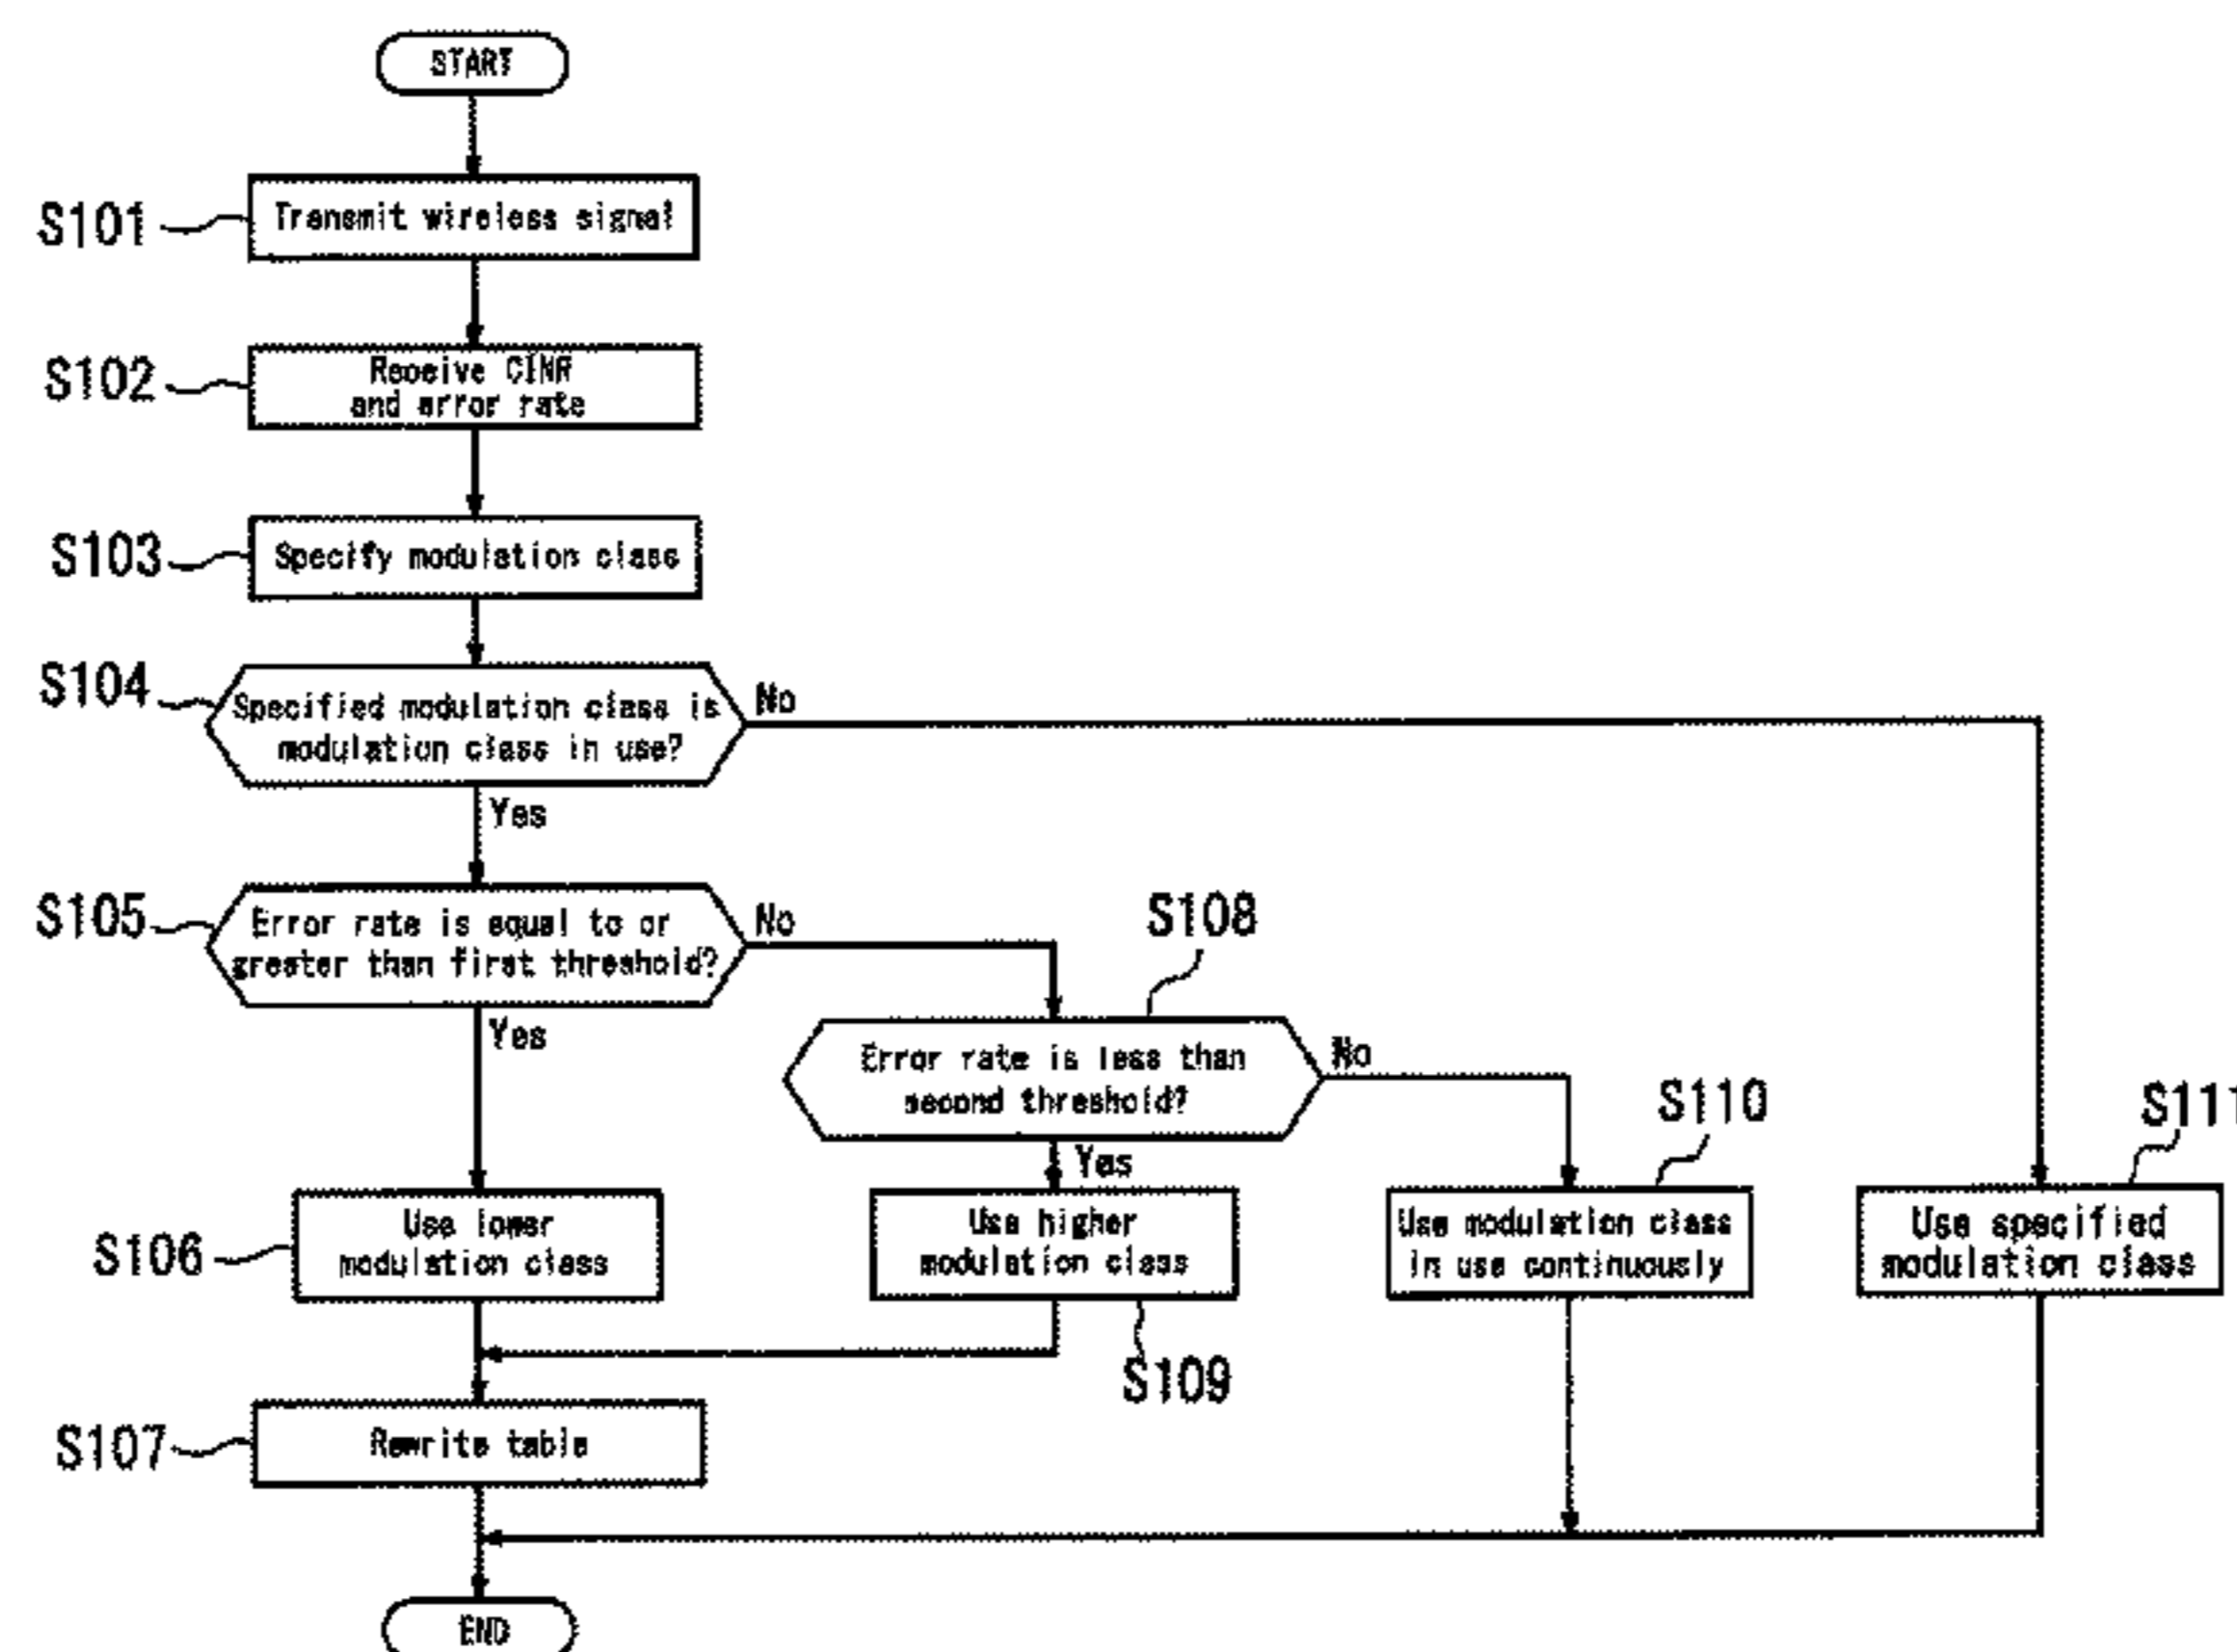 START
S101
Transmit wireless signal
S102
Receive CINR
and error rate
S103
Specify modulation class
S104
Specified modulation class is
modulation class in use?
No
Yes
S105
Error rate is equal to or
greater than first threshold?
No
Yes
S108
Error rate is less than
second threshold?
No
Yes
S106
Use lower
modulation class
Use higher
modulation class
S109
S110
Use modulation class
in use continuously
S111
Use specified
modulation class
S107
Rewrite table
END